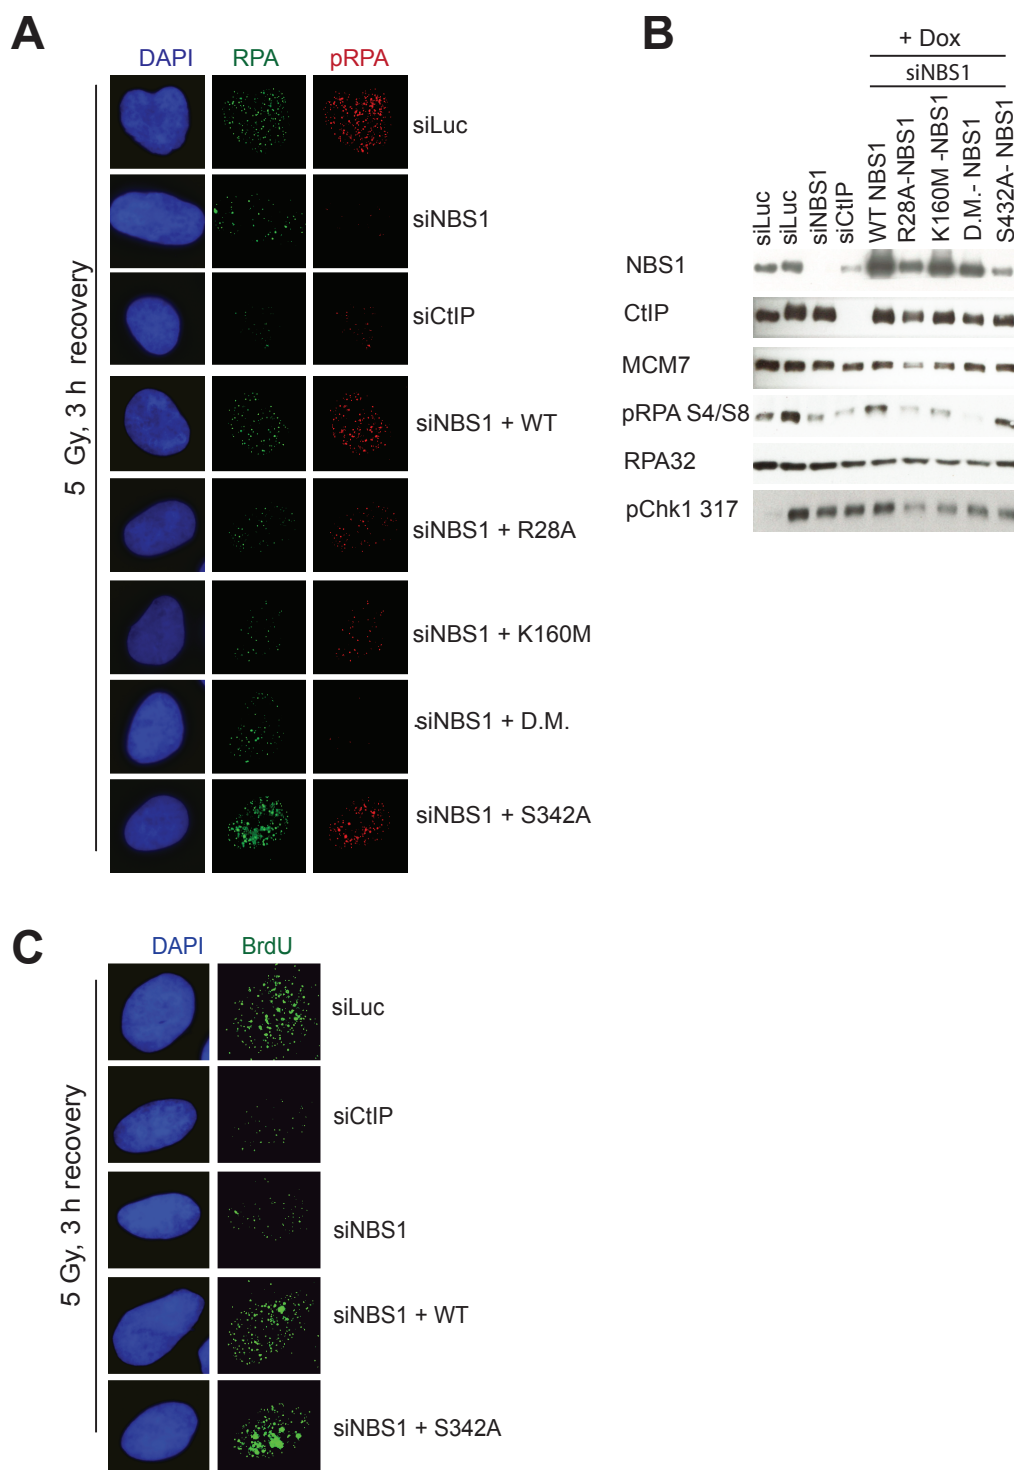 A
DAPI RPA pRPA
5 Gy, 3 h recovery
siLuc
siNBS1
siCtIP
siNBS1 + WT
siNBS1 + R28A
siNBS1 + K160M
siNBS1 + D.M.
siNBS1 + S342A
B
+ Dox
siNBS1
siLuc
siLuc
siNBS1
siCtIP
WT NBS1
R28A-NBS1
K160M -NBS1
D.M.- NBS1
S432A- NBS1
NBS1
CtIP
MCM7
pRPA S4/S8
RPA32
pChk1 317
C
DAPI BrdU
5 Gy, 3 h recovery
siLuc
siCtIP
siNBS1
siNBS1 + WT
siNBS1 + S342A